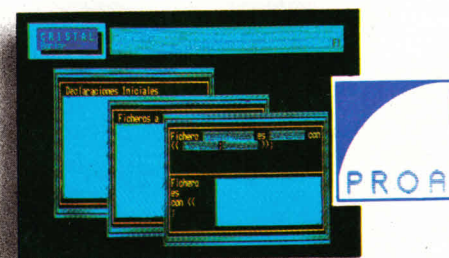 CRISTAL
Declaraciones Iniciales
Ficheros a
Fichero es con
((
));
Fichero
es
con ((
PROA